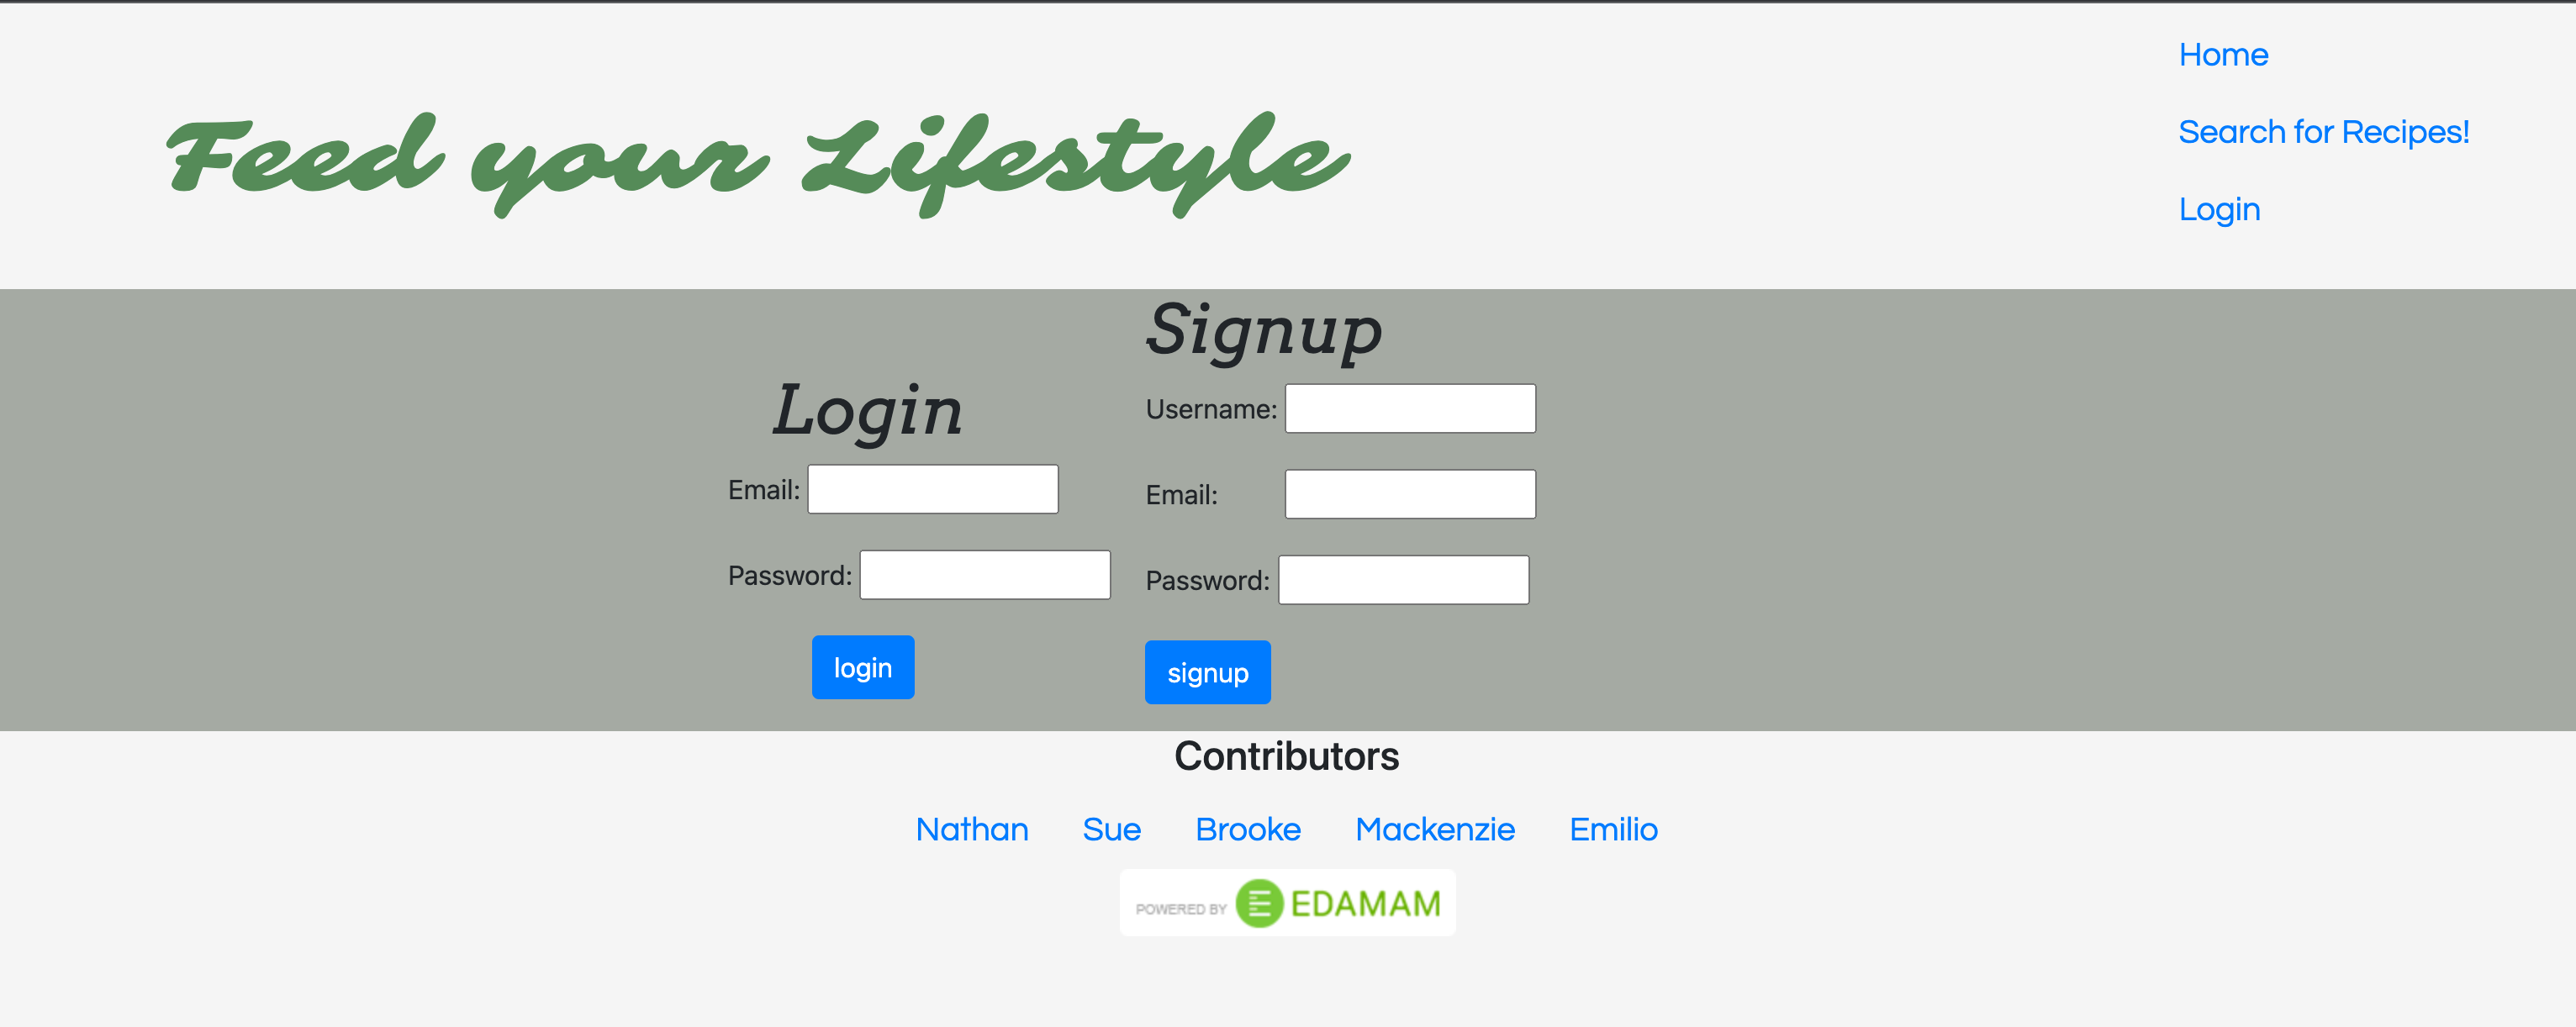 Feed your Lifestyle
Home
Search for Recipes!
Login
Login
Email:
Password:
login
Signup
Username:
Email:
Password:
signup
Contributors
Nathan Sue Brooke Mackenzie Emilio
POWERED BY EDAMAM